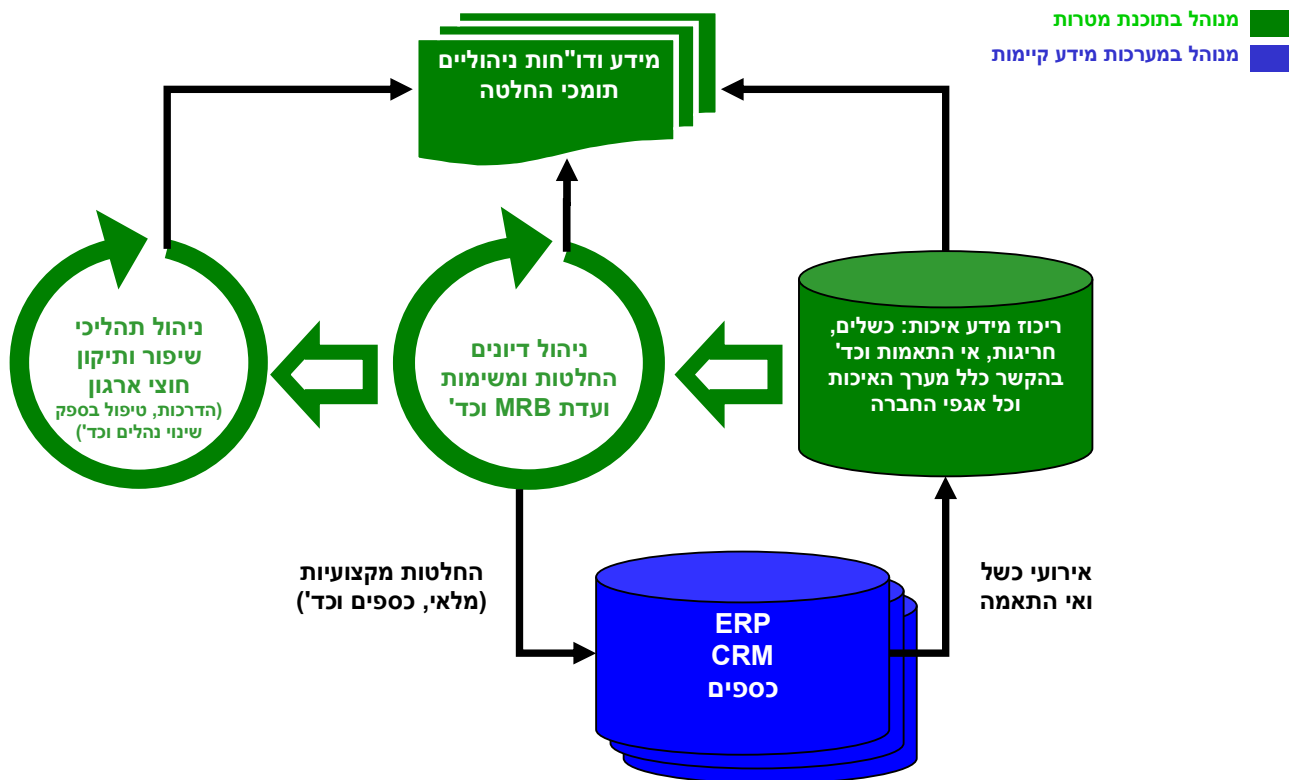 מנוהל בתוכנת מטרות
מנוהל במערכות מידע קיימות
מידע ודו"חות ניהוליים
תומכי החלטה
ריכוז מידע איכות: כשלים,
חריגות, אי התאמות וכד'
בהקשר כלל מערך האיכות
וכל אגפי החברה
ניהול דיונים
החלטות ומשימות
ועדת MRB וכד'
ניהול תהליכי
שיפור ותיקון
חוצי ארגון
(הדרכות, טיפול בספק
שינוי נהלים וכד')
אירועי כשל
ואי התאמה
החלטות מקצועיות
(מלאי, כספים וכד')
ERP
CRM
כספים